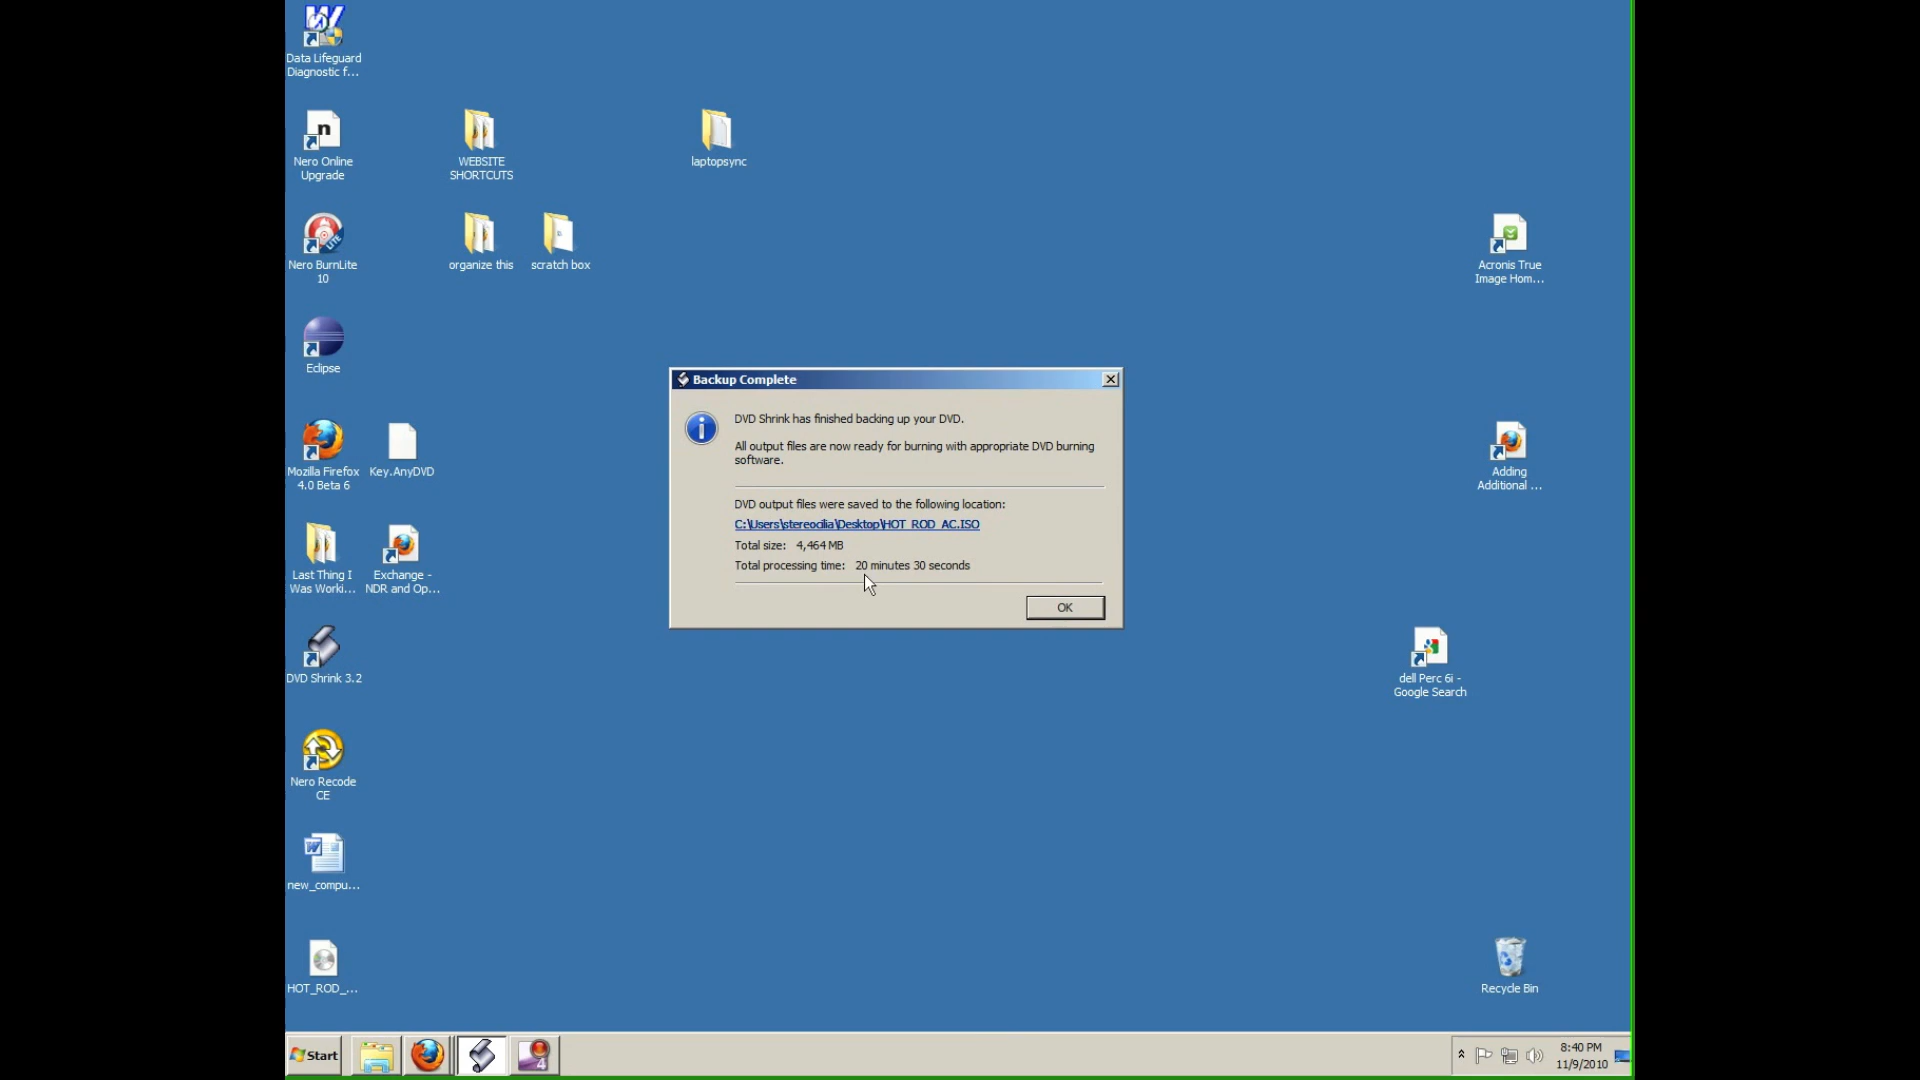 Data Lifeguard
Diagnostic f...
Nero Online
Upgrade
WEBSITE
SHORTCUTS
laptopsync
Nero BurnLite
10
organize this
scratch box
Acronis True
Image Hom...
Eclipse
Backup Complete
DVD Shrink has finished backing up your DVD.
All output files are now ready for burning with appropriate DVD burning
software.
DVD output files were saved to the following location:
C:\Users\stereocilia\Desktop\HOT_ROD_AC.ISO
Total size: 4,464 MB
Total processing time: 20 minutes 30 seconds
OK
Mozilla Firefox
4.0 Beta 6
Key.AnyDVD
Adding
Additional ...
Last Thing I
Was Worki...
Exchange -
NDR and Op...
DVD Shrink 3.2
dell Perc 6i -
Google Search
Nero Recode
CE
new_compu...
HOT_ROD_...
Recycle Bin
Start
8:40 PM
11/9/2010